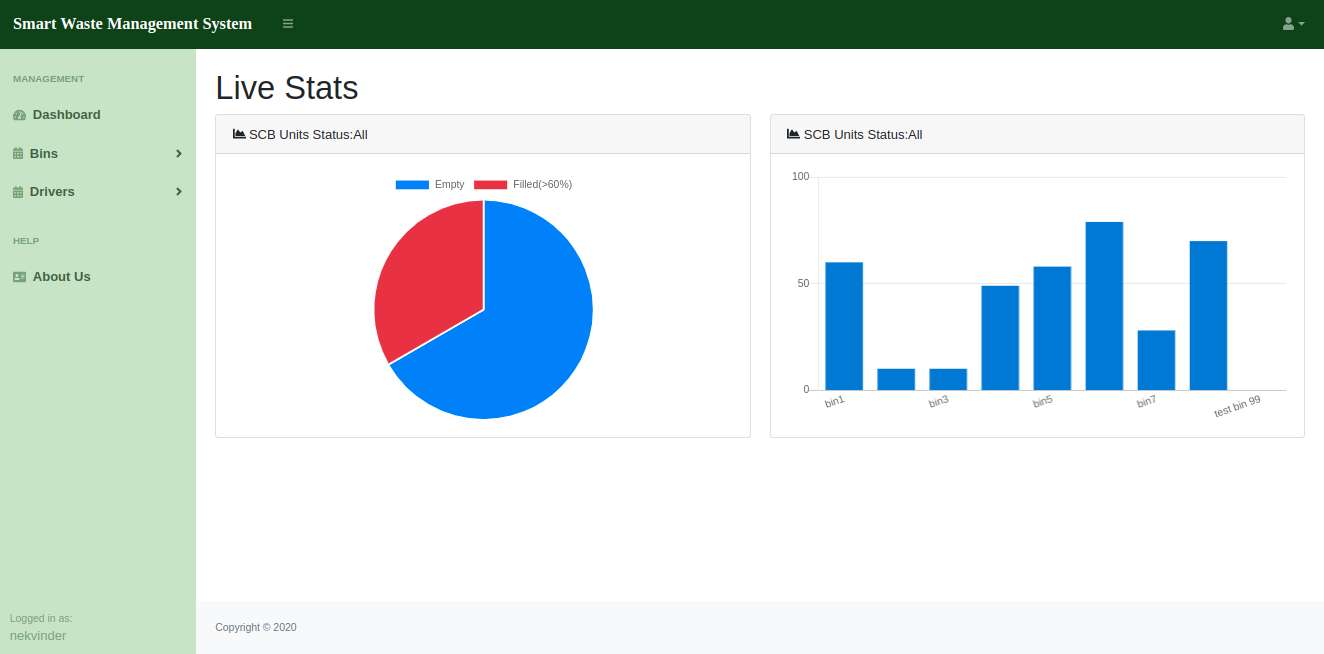 Smart Waste Management System
MANAGEMENT
Dashboard
Bins
Drivers
HELP
About Us
Logged in as:
nekvinder
Live Stats
SCB Units Status:All
Empty Filled(>60%)
SCB Units Status:All
100
50
0
bin1 bin3 bin5 bin7 test bin 99
Copyright © 2020